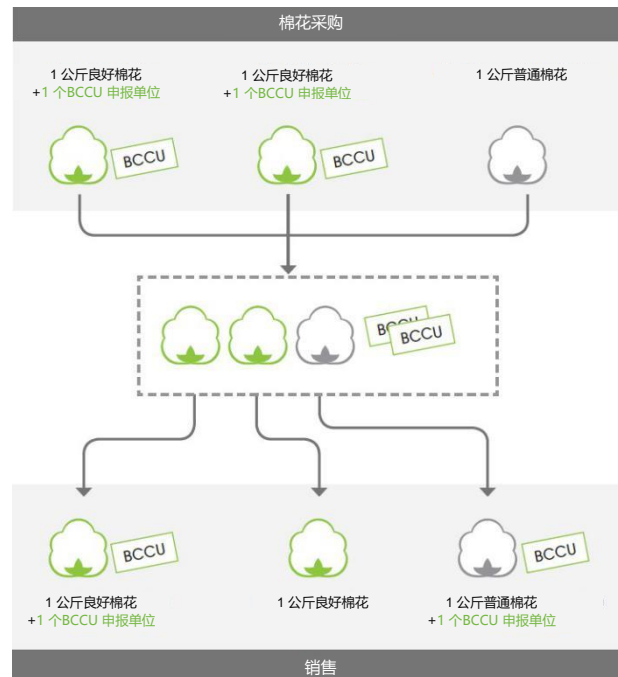 棉花采购
1 公斤良好棉花
+1 个BCCU 申报单位
1 公斤良好棉花
+1 个BCCU 申报单位
1 公斤普通棉花
BCCU
BCCU
BCCU
BCCU
BCCU
BCCU
1 公斤良好棉花
+1 个BCCU 申报单位
1 公斤良好棉花
1 公斤普通棉花
+1 个BCCU 申报单位
销售